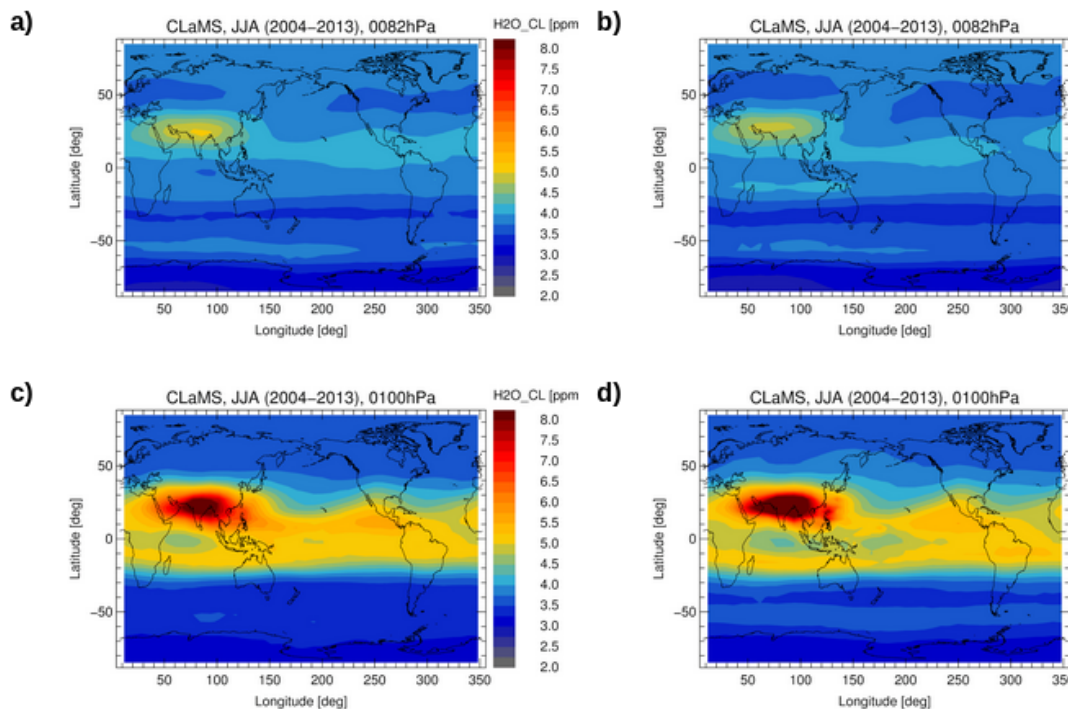 a)
CLaMS, JJA (2004−2013), 0082hPa
H2O_CL [ppm
8.0
7.5
7.0
6.5
6.0
5.5
5.0
4.5
4.0
3.5
3.0
2.5
2.0
Latitude [deg]
50
0
−50
50 100 150 200 250 300 350
Longitude [deg]
b)
CLaMS, JJA (2004−2013), 0082hPa
Latitude [deg]
50
0
−50
50 100 150 200 250 300 350
Longitude [deg]
c)
CLaMS, JJA (2004−2013), 0100hPa
H2O_CL [ppm
8.0
7.5
7.0
6.5
6.0
5.5
5.0
4.5
4.0
3.5
3.0
2.5
2.0
Latitude [deg]
50
0
−50
50 100 150 200 250 300 350
Longitude [deg]
d)
CLaMS, JJA (2004−2013), 0100hPa
Latitude [deg]
50
0
−50
50 100 150 200 250 300 350
Longitude [deg]